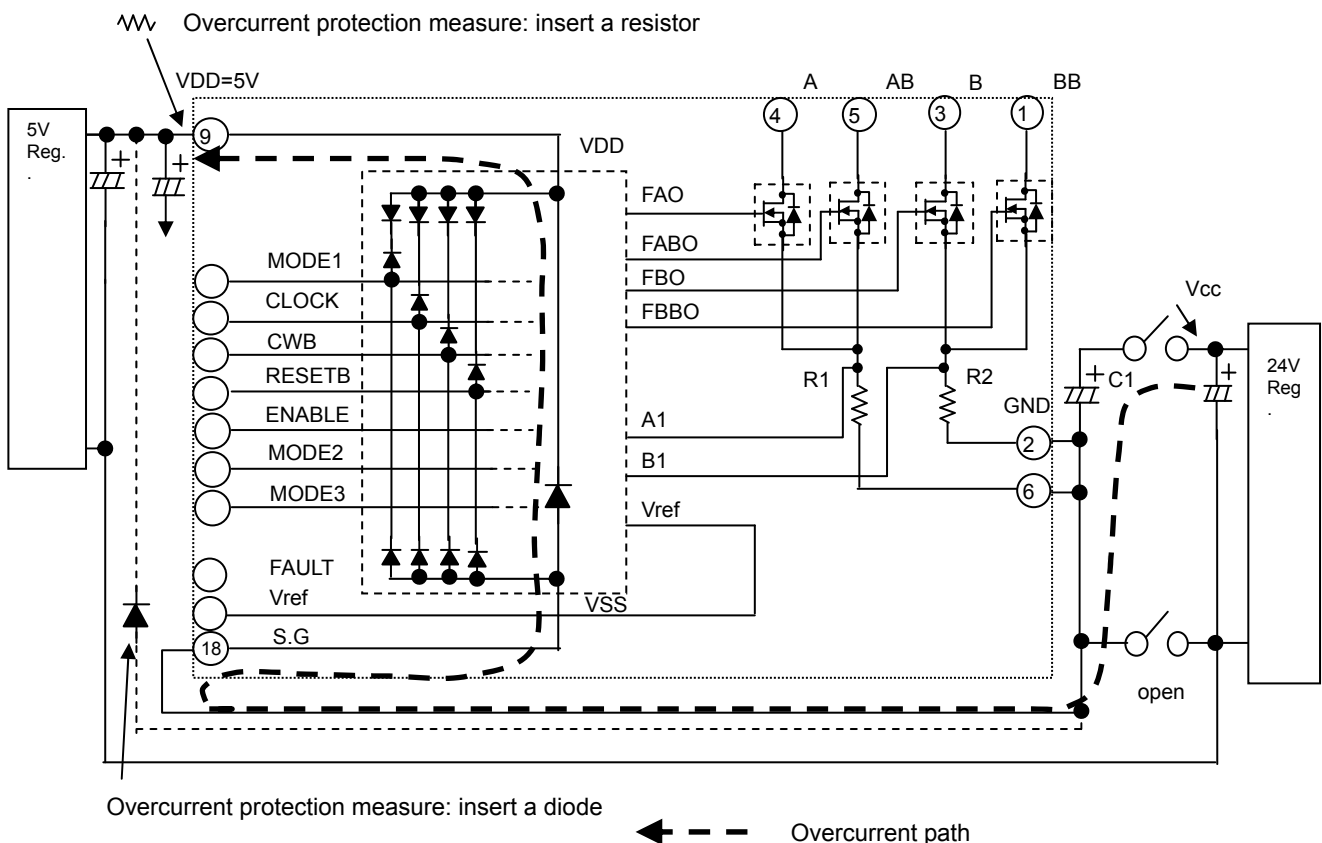 Overcurrent protection measure: insert a resistor
VDD=5V
A
AB
B
BB
4
5
3
1
5V
Reg.
.
+
+
9
VDD
FAO
FABO
FBO
FBBO
MODE1
CLOCK
CWB
RESETB
ENABLE
MODE2
MODE3
FAULT
Vref
S.G
18
VSS
A1
B1
Vref
R1
R2
GND
2
6
Vcc
+
C1
+
24V
Reg
.
open
Overcurrent protection measure: insert a diode
Overcurrent path